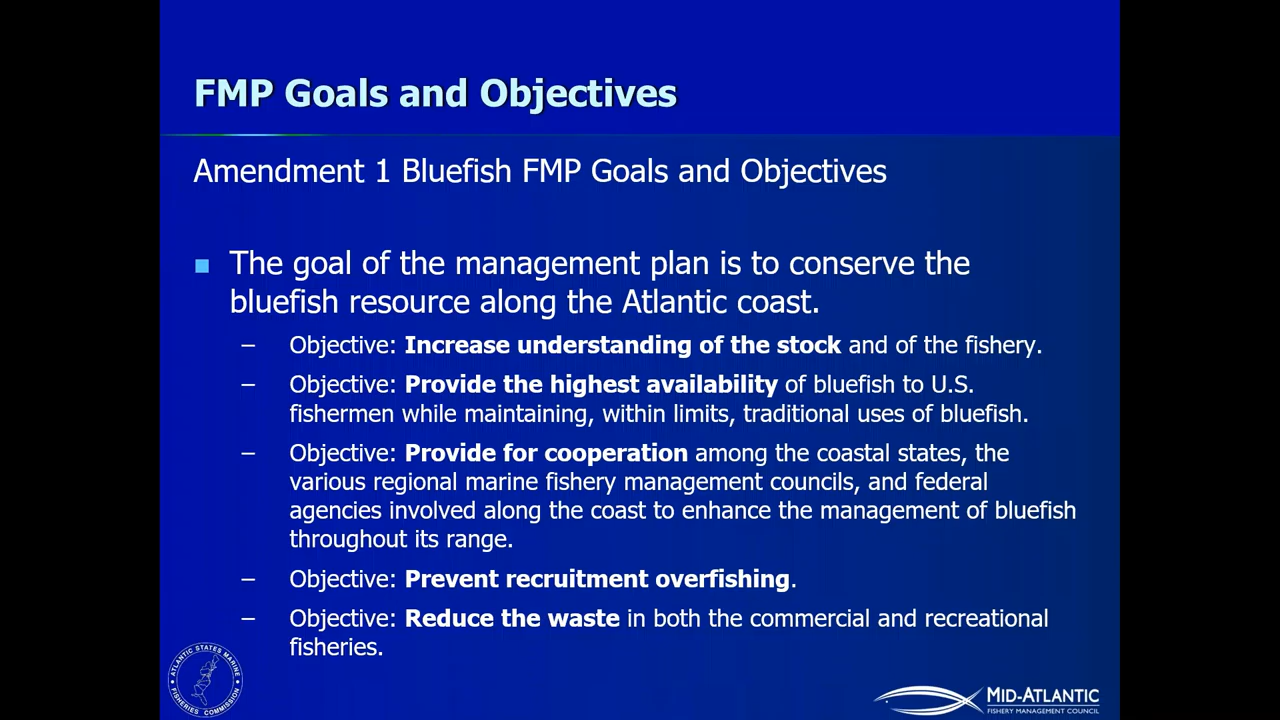 FMP Goals and Objectives
Amendment 1 Bluefish FMP Goals and Objectives
■ The goal of the management plan is to conserve the
bluefish resource along the Atlantic coast.
– Objective: Increase understanding of the stock and of the fishery.
– Objective: Provide the highest availability of bluefish to U.S.
fishermen while maintaining, within limits, traditional uses of bluefish.
– Objective: Provide for cooperation among the coastal states, the
various regional marine fishery management councils, and federal
agencies involved along the coast to enhance the management of bluefish
throughout its range.
– Objective: Prevent recruitment overfishing.
– Objective: Reduce the waste in both the commercial and recreational
fisheries.
ATLANTIC STATES MARINE
FISHERIES COMMISSION
MID-ATLANTIC
FISHERY MANAGEMENT COUNCIL